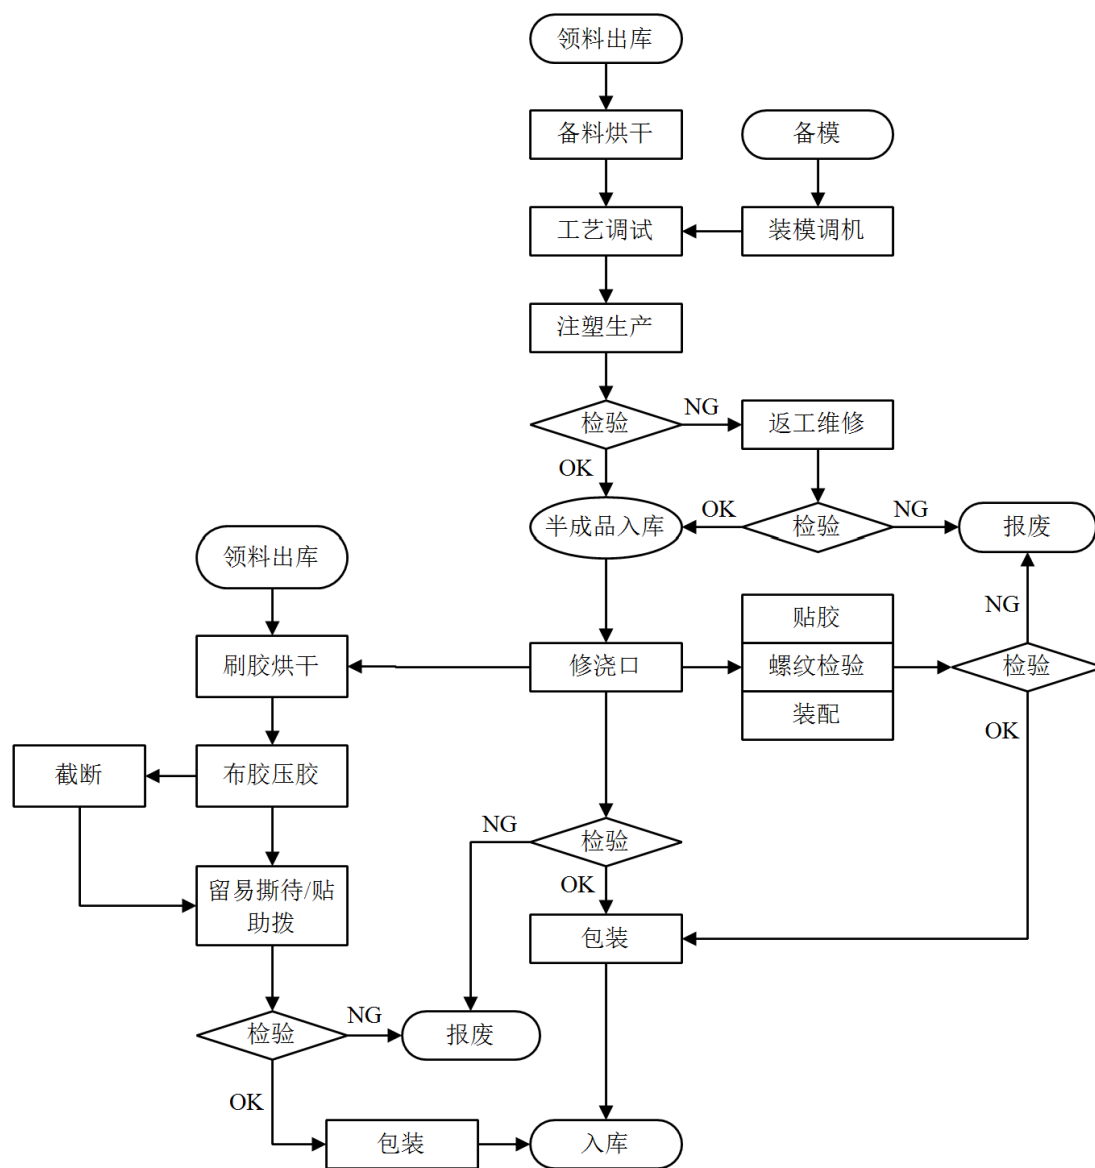 领料出库
备料烘干
备模
工艺调试
装模调机
注塑生产
检验
NG
返工维修
OK
半成品入库
OK
检验
NG
报废
领料出库
NG
贴胶
刷胶烘干
修浇口
螺纹检验
检验
装配
OK
截断
布胶压胶
NG
检验
OK
留易撕待/贴
助拨
包装
检验
NG
报废
OK
包装
入库